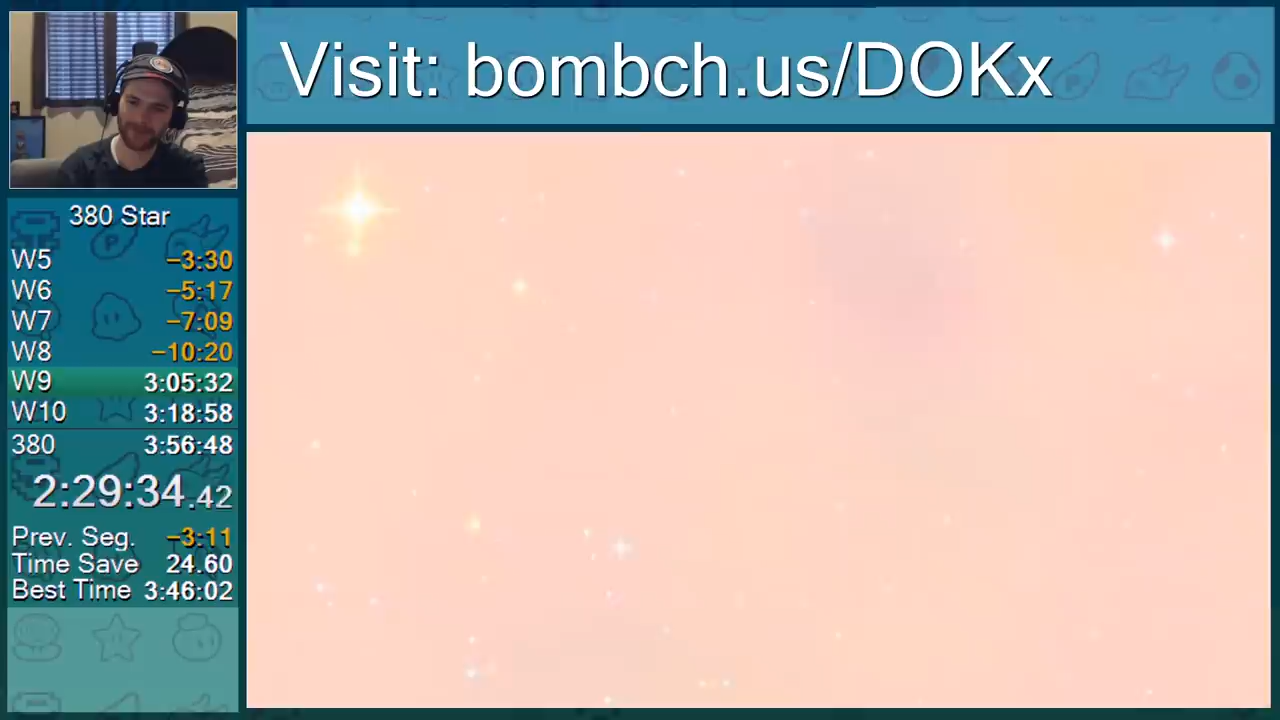 Visit: bombch.us/DOKx
380 Star
W5 -3:30
W6 -5:17
W7 -7:09
W8 -10:20
W9 3:05:32
W10 3:18:58
380 3:56:48
2:29:34.42
Prev. Seg. -3:11
Time Save 24.60
Best Time 3:46:02